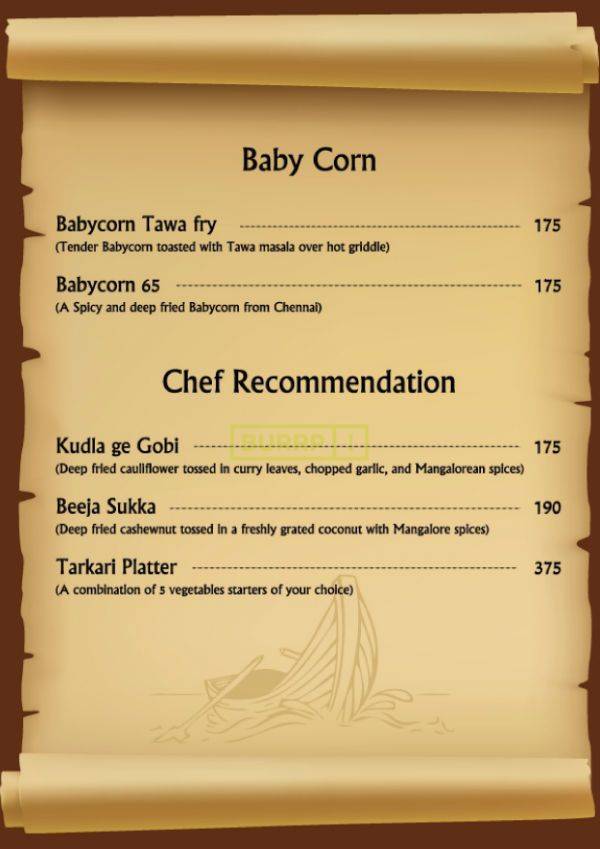 Baby Corn
Babycorn Tawa fry ---------- 175
(Tender Babycorn toasted with Tawa masala over hot griddle)
Babycorn 65 ---------- 175
(A Spicy and deep fried Babycorn from Chennai)
Chef Recommendation
BURRP!
Kudla ge Gobi ---------- 175
(Deep fried cauliflower tossed in curry leaves, chopped garlic, and Mangalorean spices)
Beeja Sukka ---------- 190
(Deep fried cashewnut tossed in a freshly grated coconut with Mangalore spices)
Tarkari Platter ---------- 375
(A combination of 5 vegetables starters of your choice)